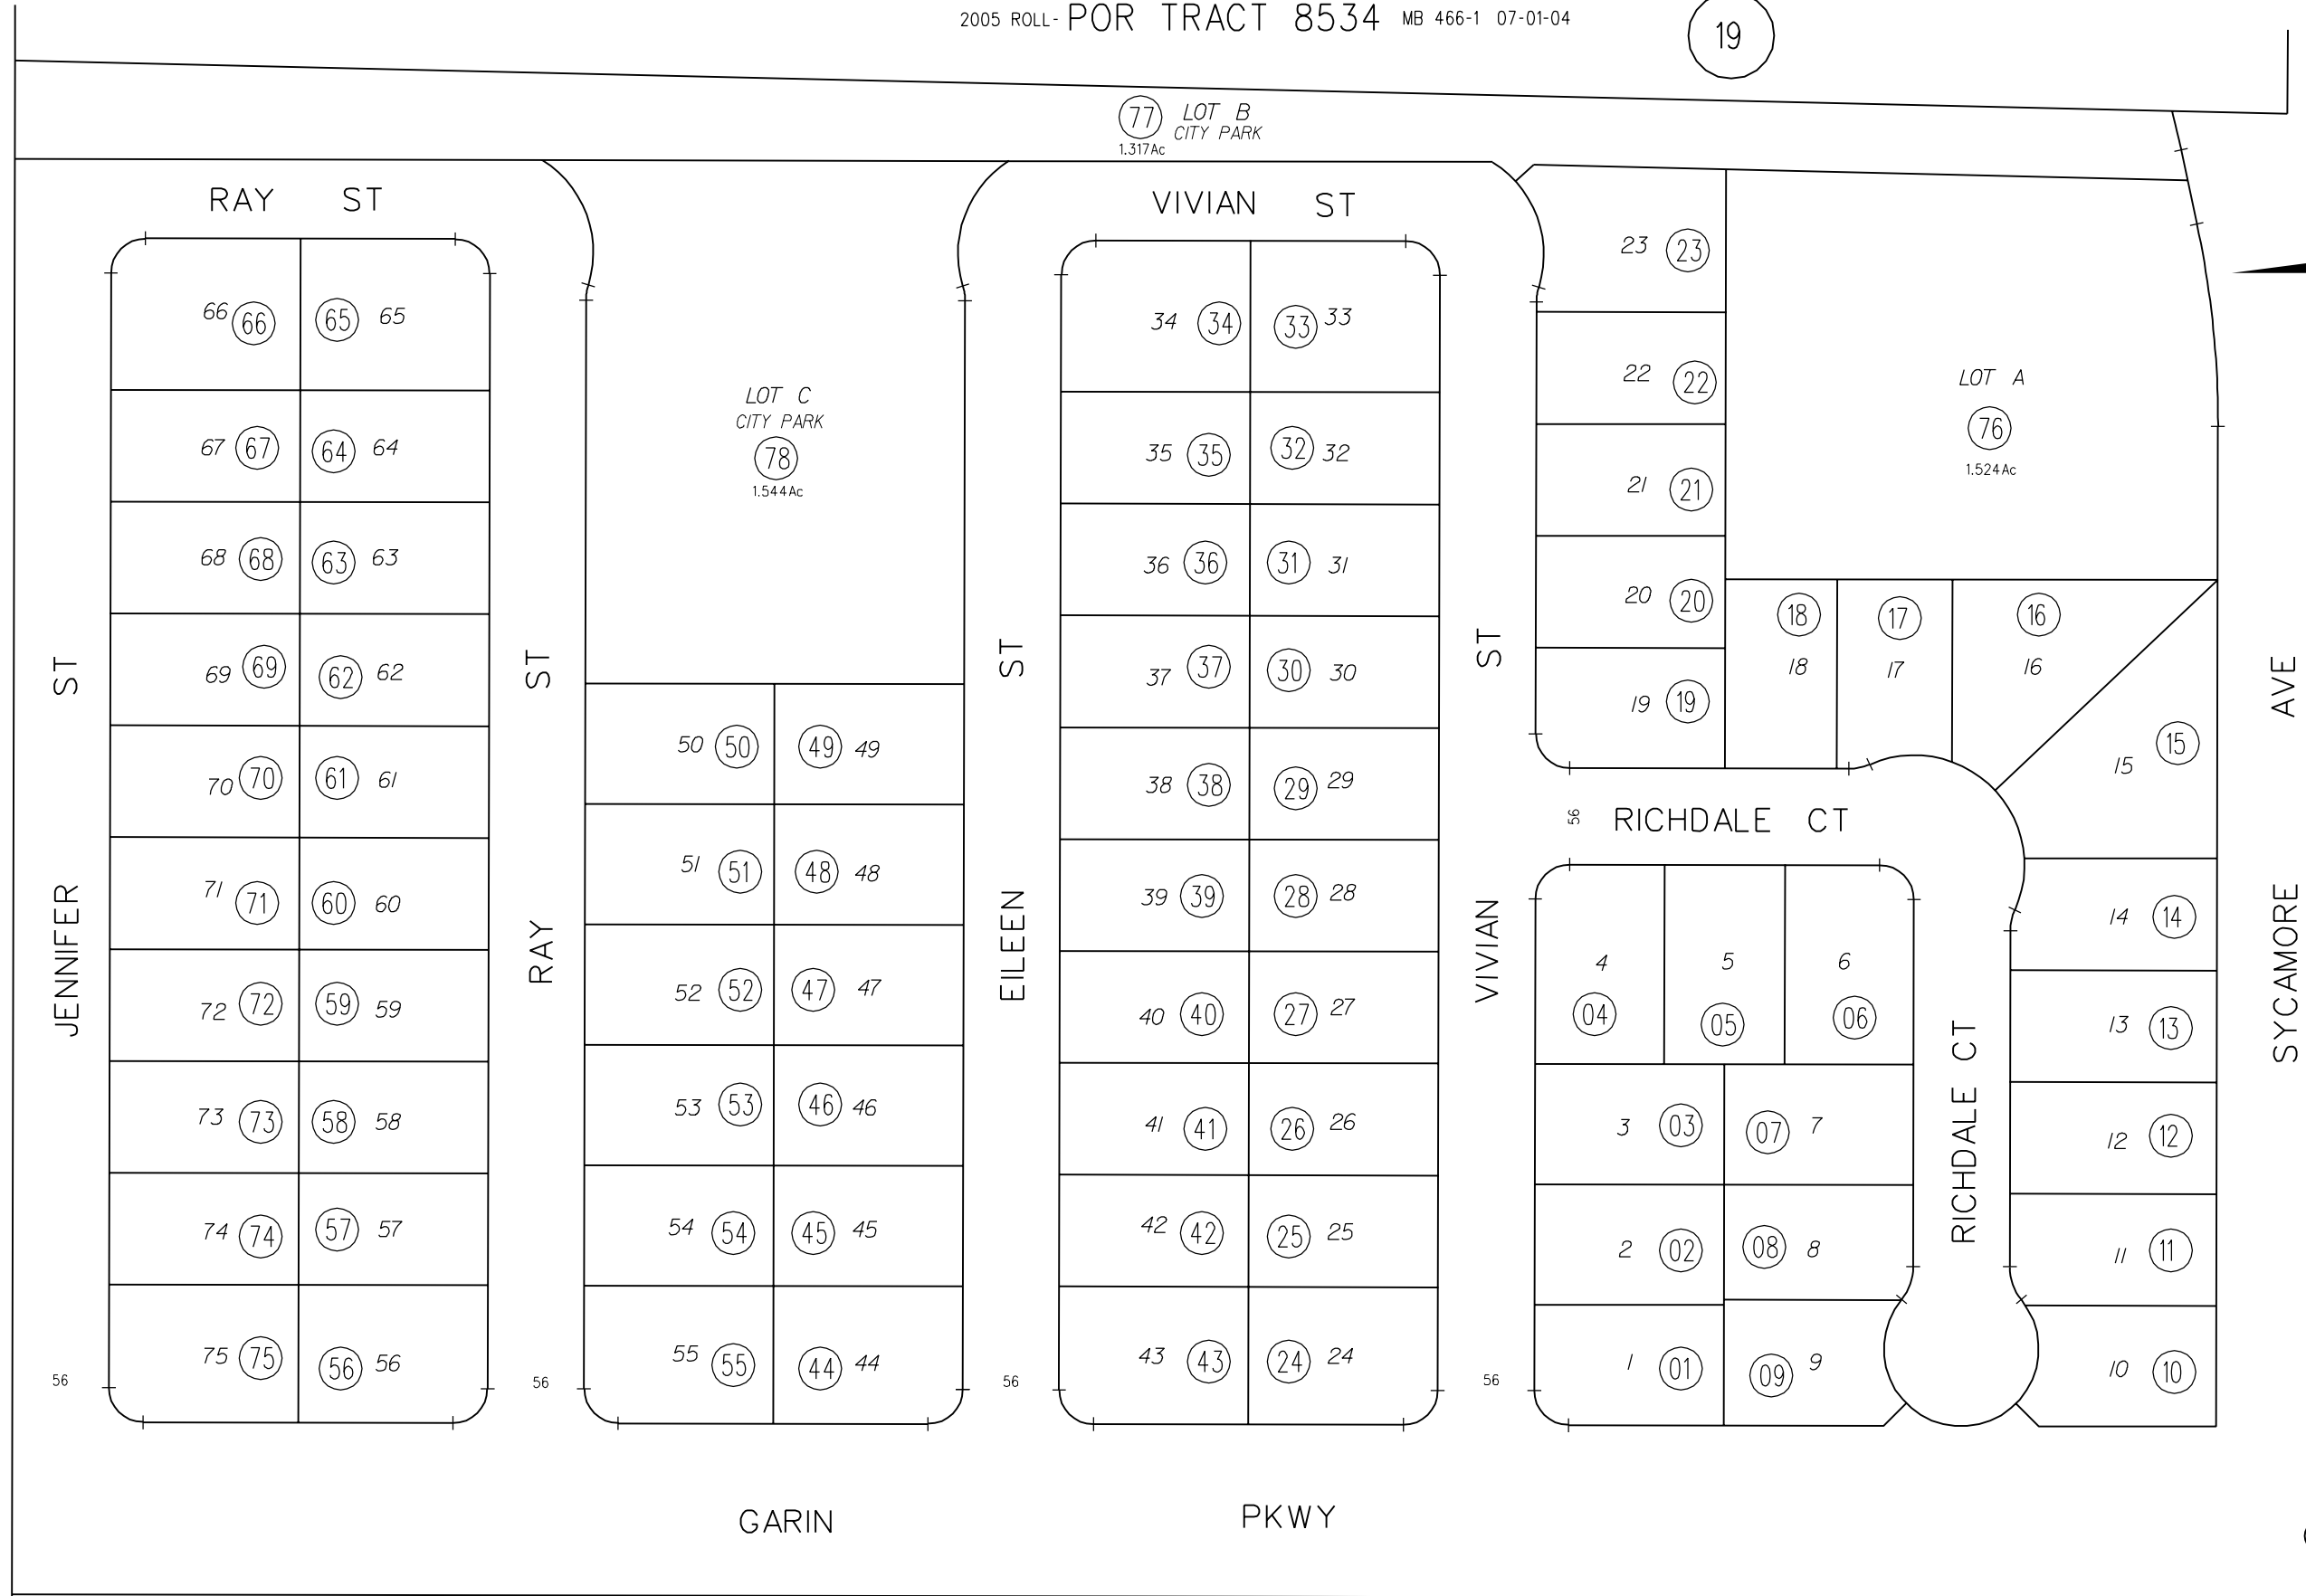 2005 ROLL- POR TRACT 8534 MB 466-1 07-01-04
19
77 LOT B
CITY PARK
1.317Ac
RAY ST
VIVIAN ST
66 66 65 65
67 67 64 64
68 68 63 63
69 69 62 62
70 70 61 61
71 71 60 60
72 72 59 59
73 73 58 58
74 74 57 57
75 75 56 56
JENNIFER ST
56
RAY ST
56
LOT C
CITY PARK
78
1.544Ac
50 50 49 49
51 51 48 48
52 52 47 47
53 53 46 46
54 54 45 45
55 55 44 44
EILEEN ST
56
34 34 33 33
35 35 32 32
36 36 31 31
37 37 30 30
38 38 29 29
39 39 28 28
40 40 27 27
41 41 26 26
42 42 25 25
43 43 24 24
VIVIAN ST
56
23 23
22 22
21 21
20 20
19 19
LOT A
76
1.524Ac
18 17 16
18 17 16
15
15
56 RICHDALE CT
4 5 6
04 05 06
3 03 07 7
2 02 08 8
1 01 09 9
RICHDALE CT
14 14
13 13
12 12
11 11
10 10
SYCAMORE AVE
GARIN PKWY